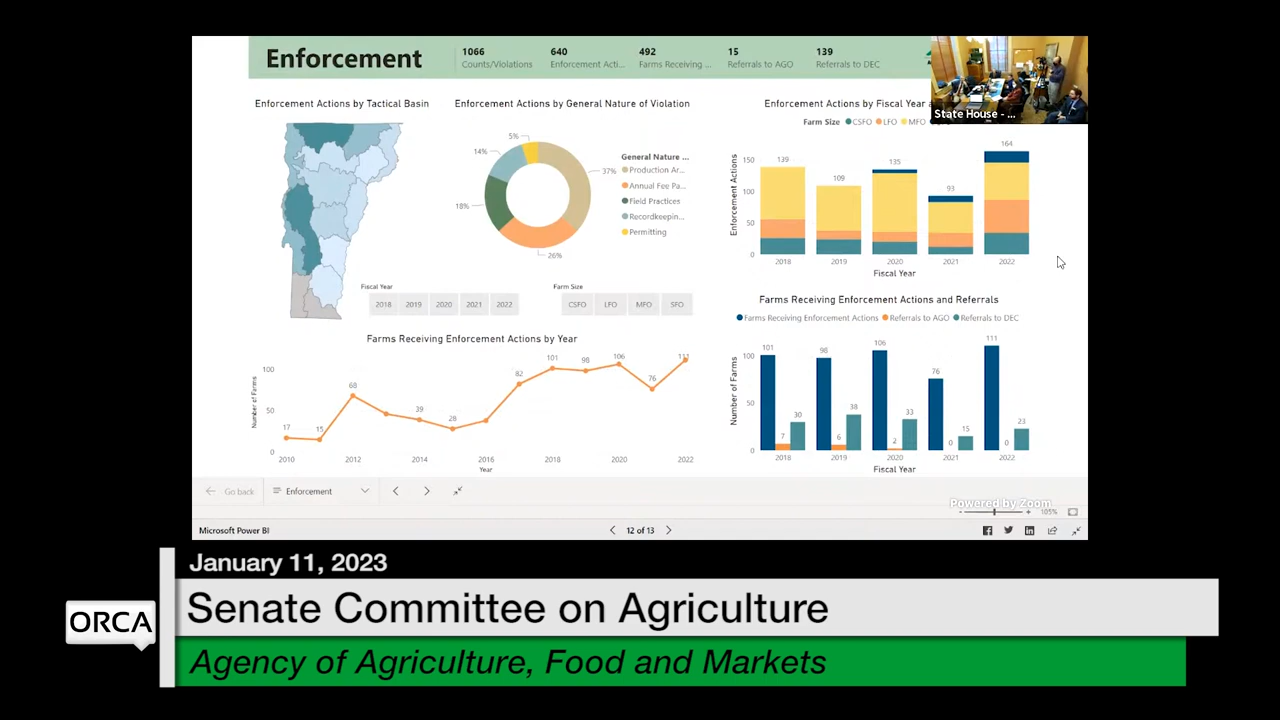 Enforcement
1066
Counts/Violations
640
Enforcement Acti...
492
Farms Receiving ...
15
Referrals to AGO
139
Referrals to DEC
State House - ...
Enforcement Actions by Tactical Basin
Enforcement Actions by General Nature of Violation
5%
14%
37%
18%
26%
General Nature ...
Production Ar...
Annual Fee Pa...
Field Practices
Recordkeepin...
Permitting
Enforcement Actions by Fiscal Year
Farm Size CSFO LFO MFO
Enforcement Actions
150
100
50
0
139
109
135
93
164
2018 2019 2020 2021 2022
Fiscal Year
Fiscal Year
2018 2019 2020 2021 2022
Farm Size
CSFO LFO MFO SFO
Farms Receiving Enforcement Actions by Year
Number of Farms
100
50
0
17 15 68 39 28 82 101 98 106 76 111
2010 2012 2014 2016 2018 2020 2022
Year
Farms Receiving Enforcement Actions and Referrals
Farms Receiving Enforcement Actions Referrals to AGO Referrals to DEC
Number of Farms
100
50
0
101 7 30
98 6 38
106 2 33
76 0 15
111 0 23
2018 2019 2020 2021 2022
Fiscal Year
Go back
Enforcement
Powered by Zoom
105%
Microsoft Power BI
12 of 13
January 11, 2023
ORCA
Senate Committee on Agriculture
Agency of Agriculture, Food and Markets